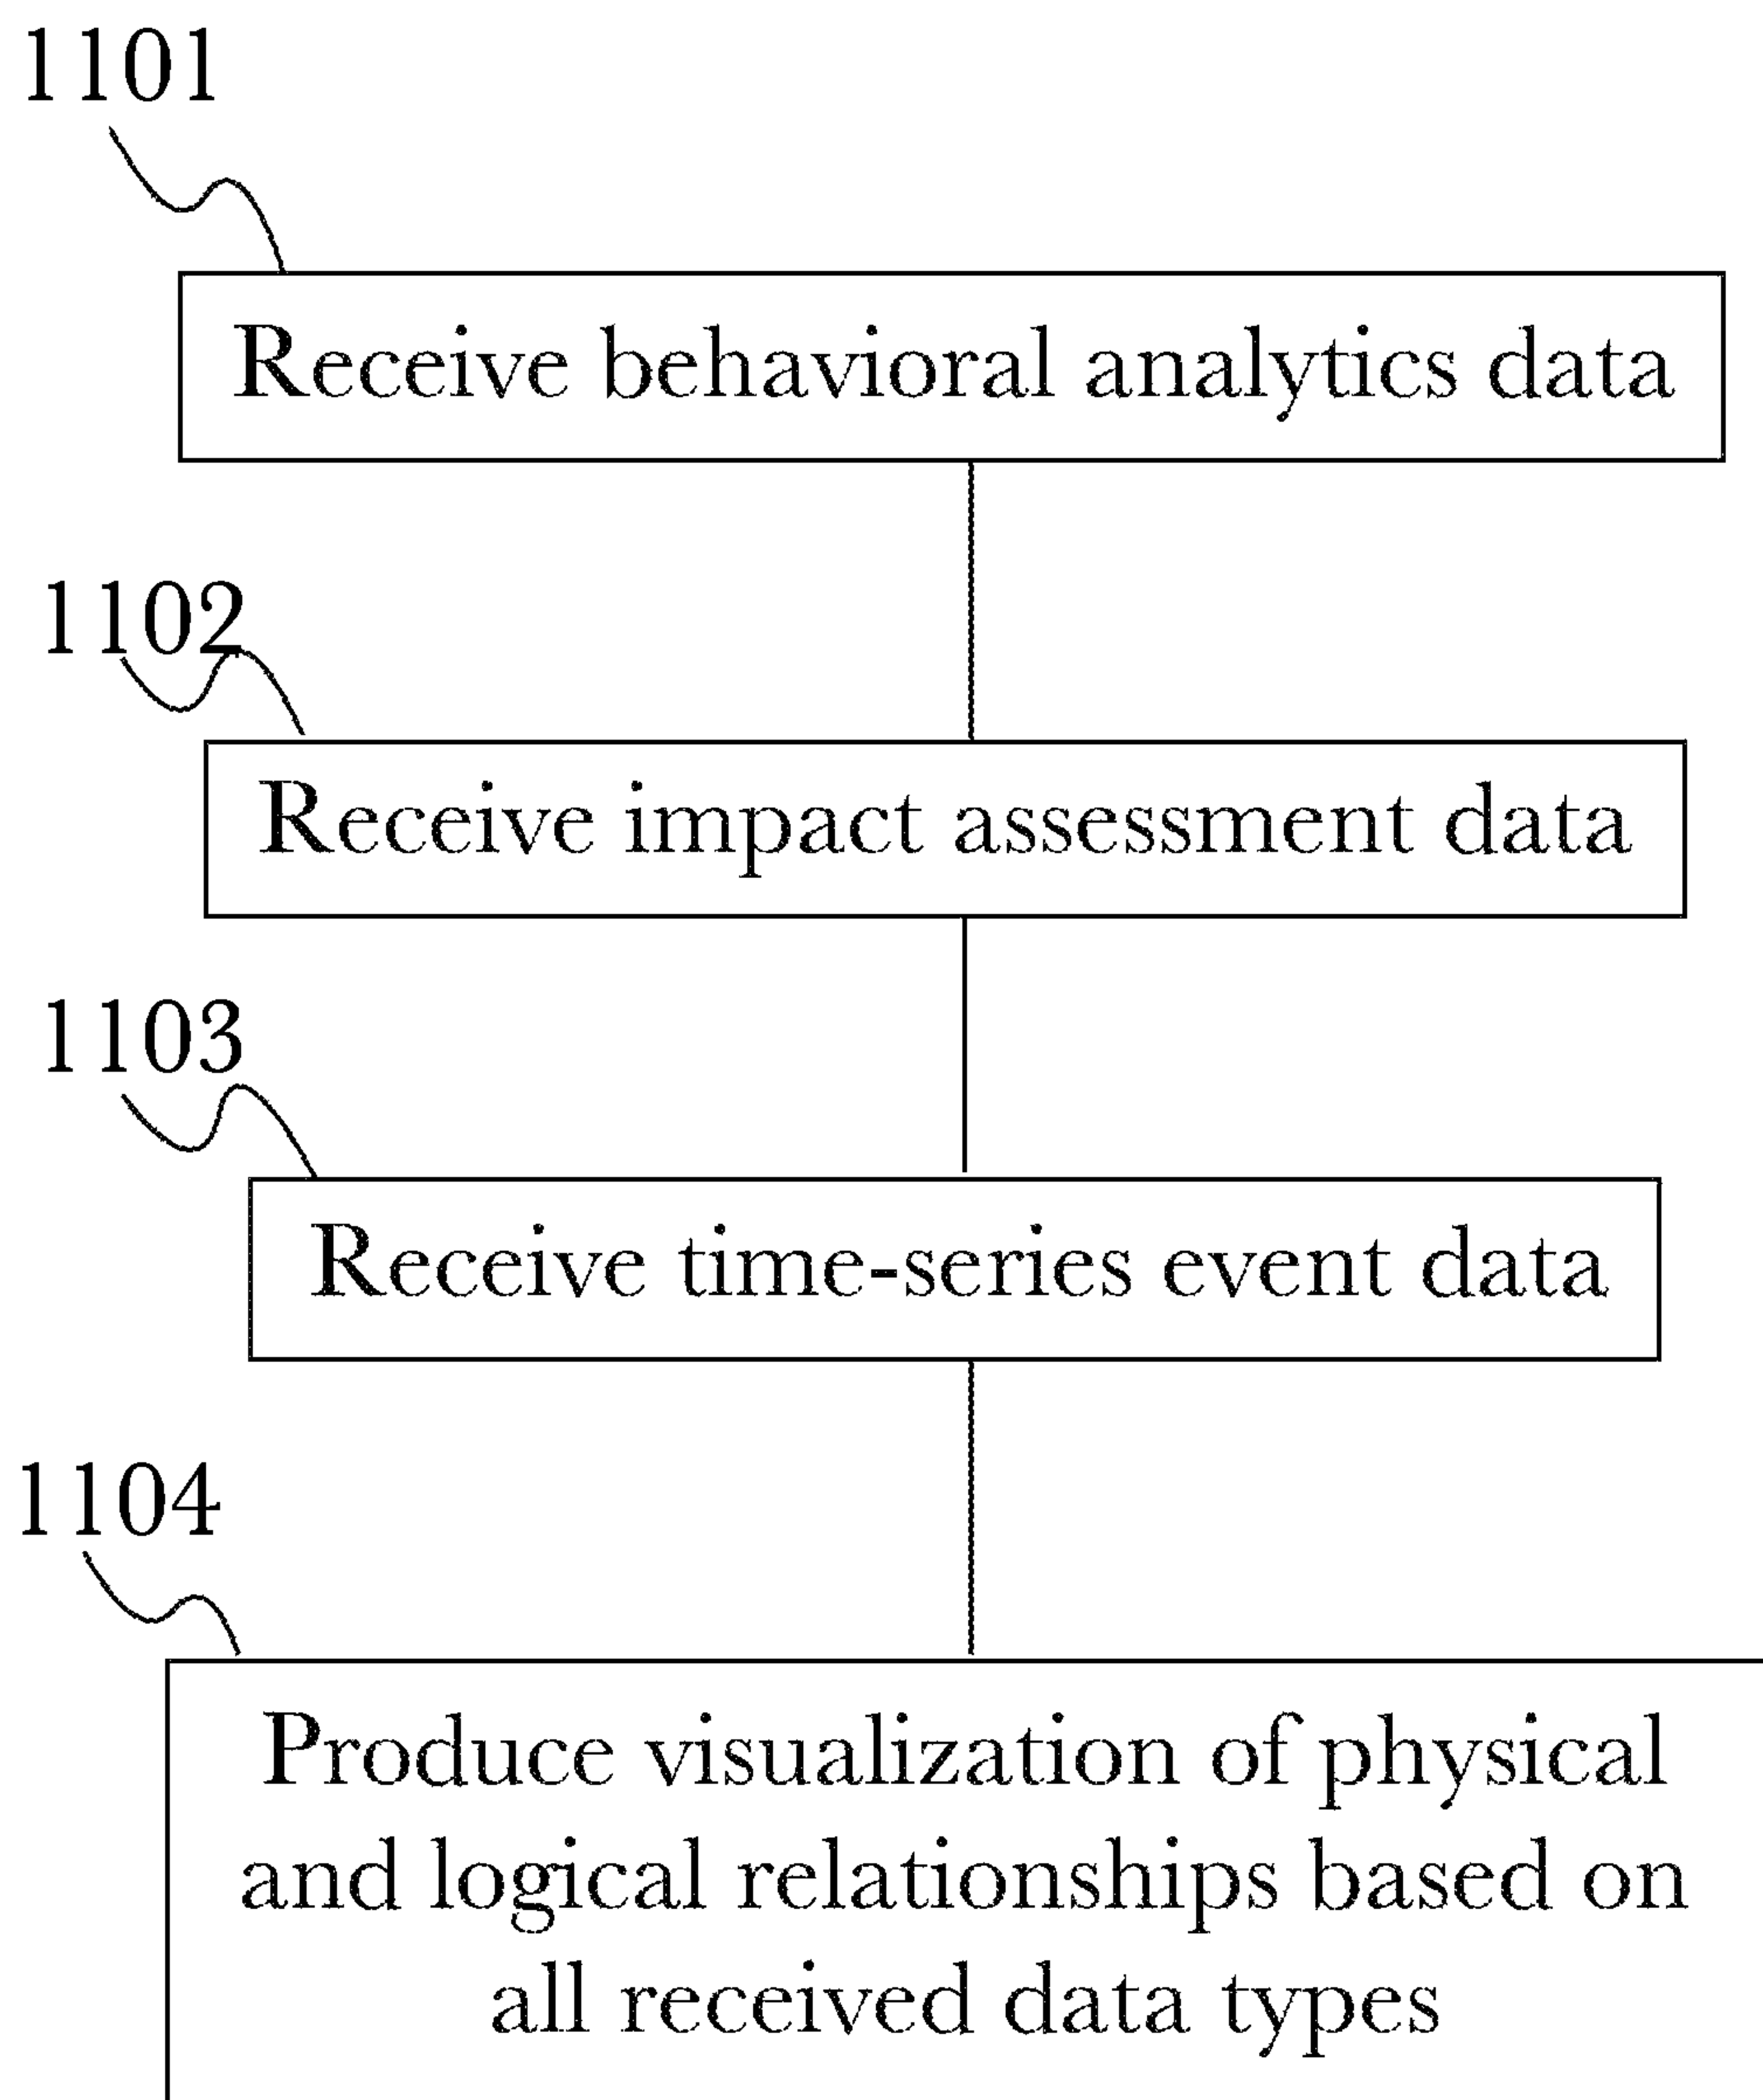 1101
Receive behavioral analytics data
1102
Receive impact assessment data
1103
Receive time-series event data
1104
Produce visualization of physical
and logical relationships based on
all received data types